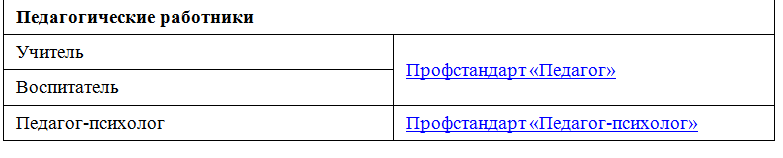 Педагогические работники
Учитель
Профстандарт «Педагог»
Воспитатель
Педагог-психолог
Профстандарт «Педагог-психолог»